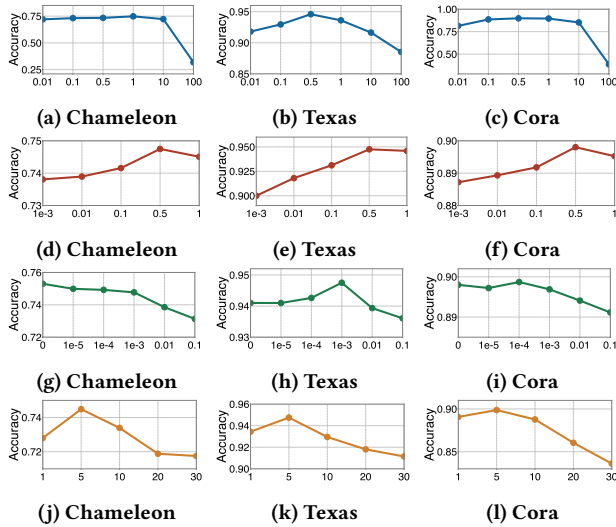 Accuracy 0.75 0.50 0.25 0.01 0.1 0.5 1 10 100
Accuracy 0.95 0.90 0.85 0.01 0.1 0.5 1 10 100
Accuracy 1.00 0.75 0.50 0.01 0.1 0.5 1 10 100
(a) Chameleon
(b) Texas
(c) Cora
Accuracy 0.75 0.74 0.73 1e-3 0.01 0.1 0.5 1
Accuracy 0.950 0.925 0.900 1e-3 0.01 0.1 0.5 1
Accuracy 0.90 0.89 0.88 1e-3 0.01 0.1 0.5 1
(d) Chameleon
(e) Texas
(f) Cora
Accuracy 0.76 0.74 0.72 0 1e-5 1e-4 1e-3 0.01 0.1
Accuracy 0.95 0.94 0.93 0 1e-5 1e-4 1e-3 0.01 0.1
Accuracy 0.90 0.89 0 1e-5 1e-4 1e-3 0.01 0.1
(g) Chameleon
(h) Texas
(i) Cora
Accuracy 0.74 0.72 1 5 10 20 30
Accuracy 0.96 0.94 0.92 0.90 1 5 10 20 30
Accuracy 0.90 0.85 1 5 10 20 30
(j) Chameleon
(k) Texas
(l) Cora